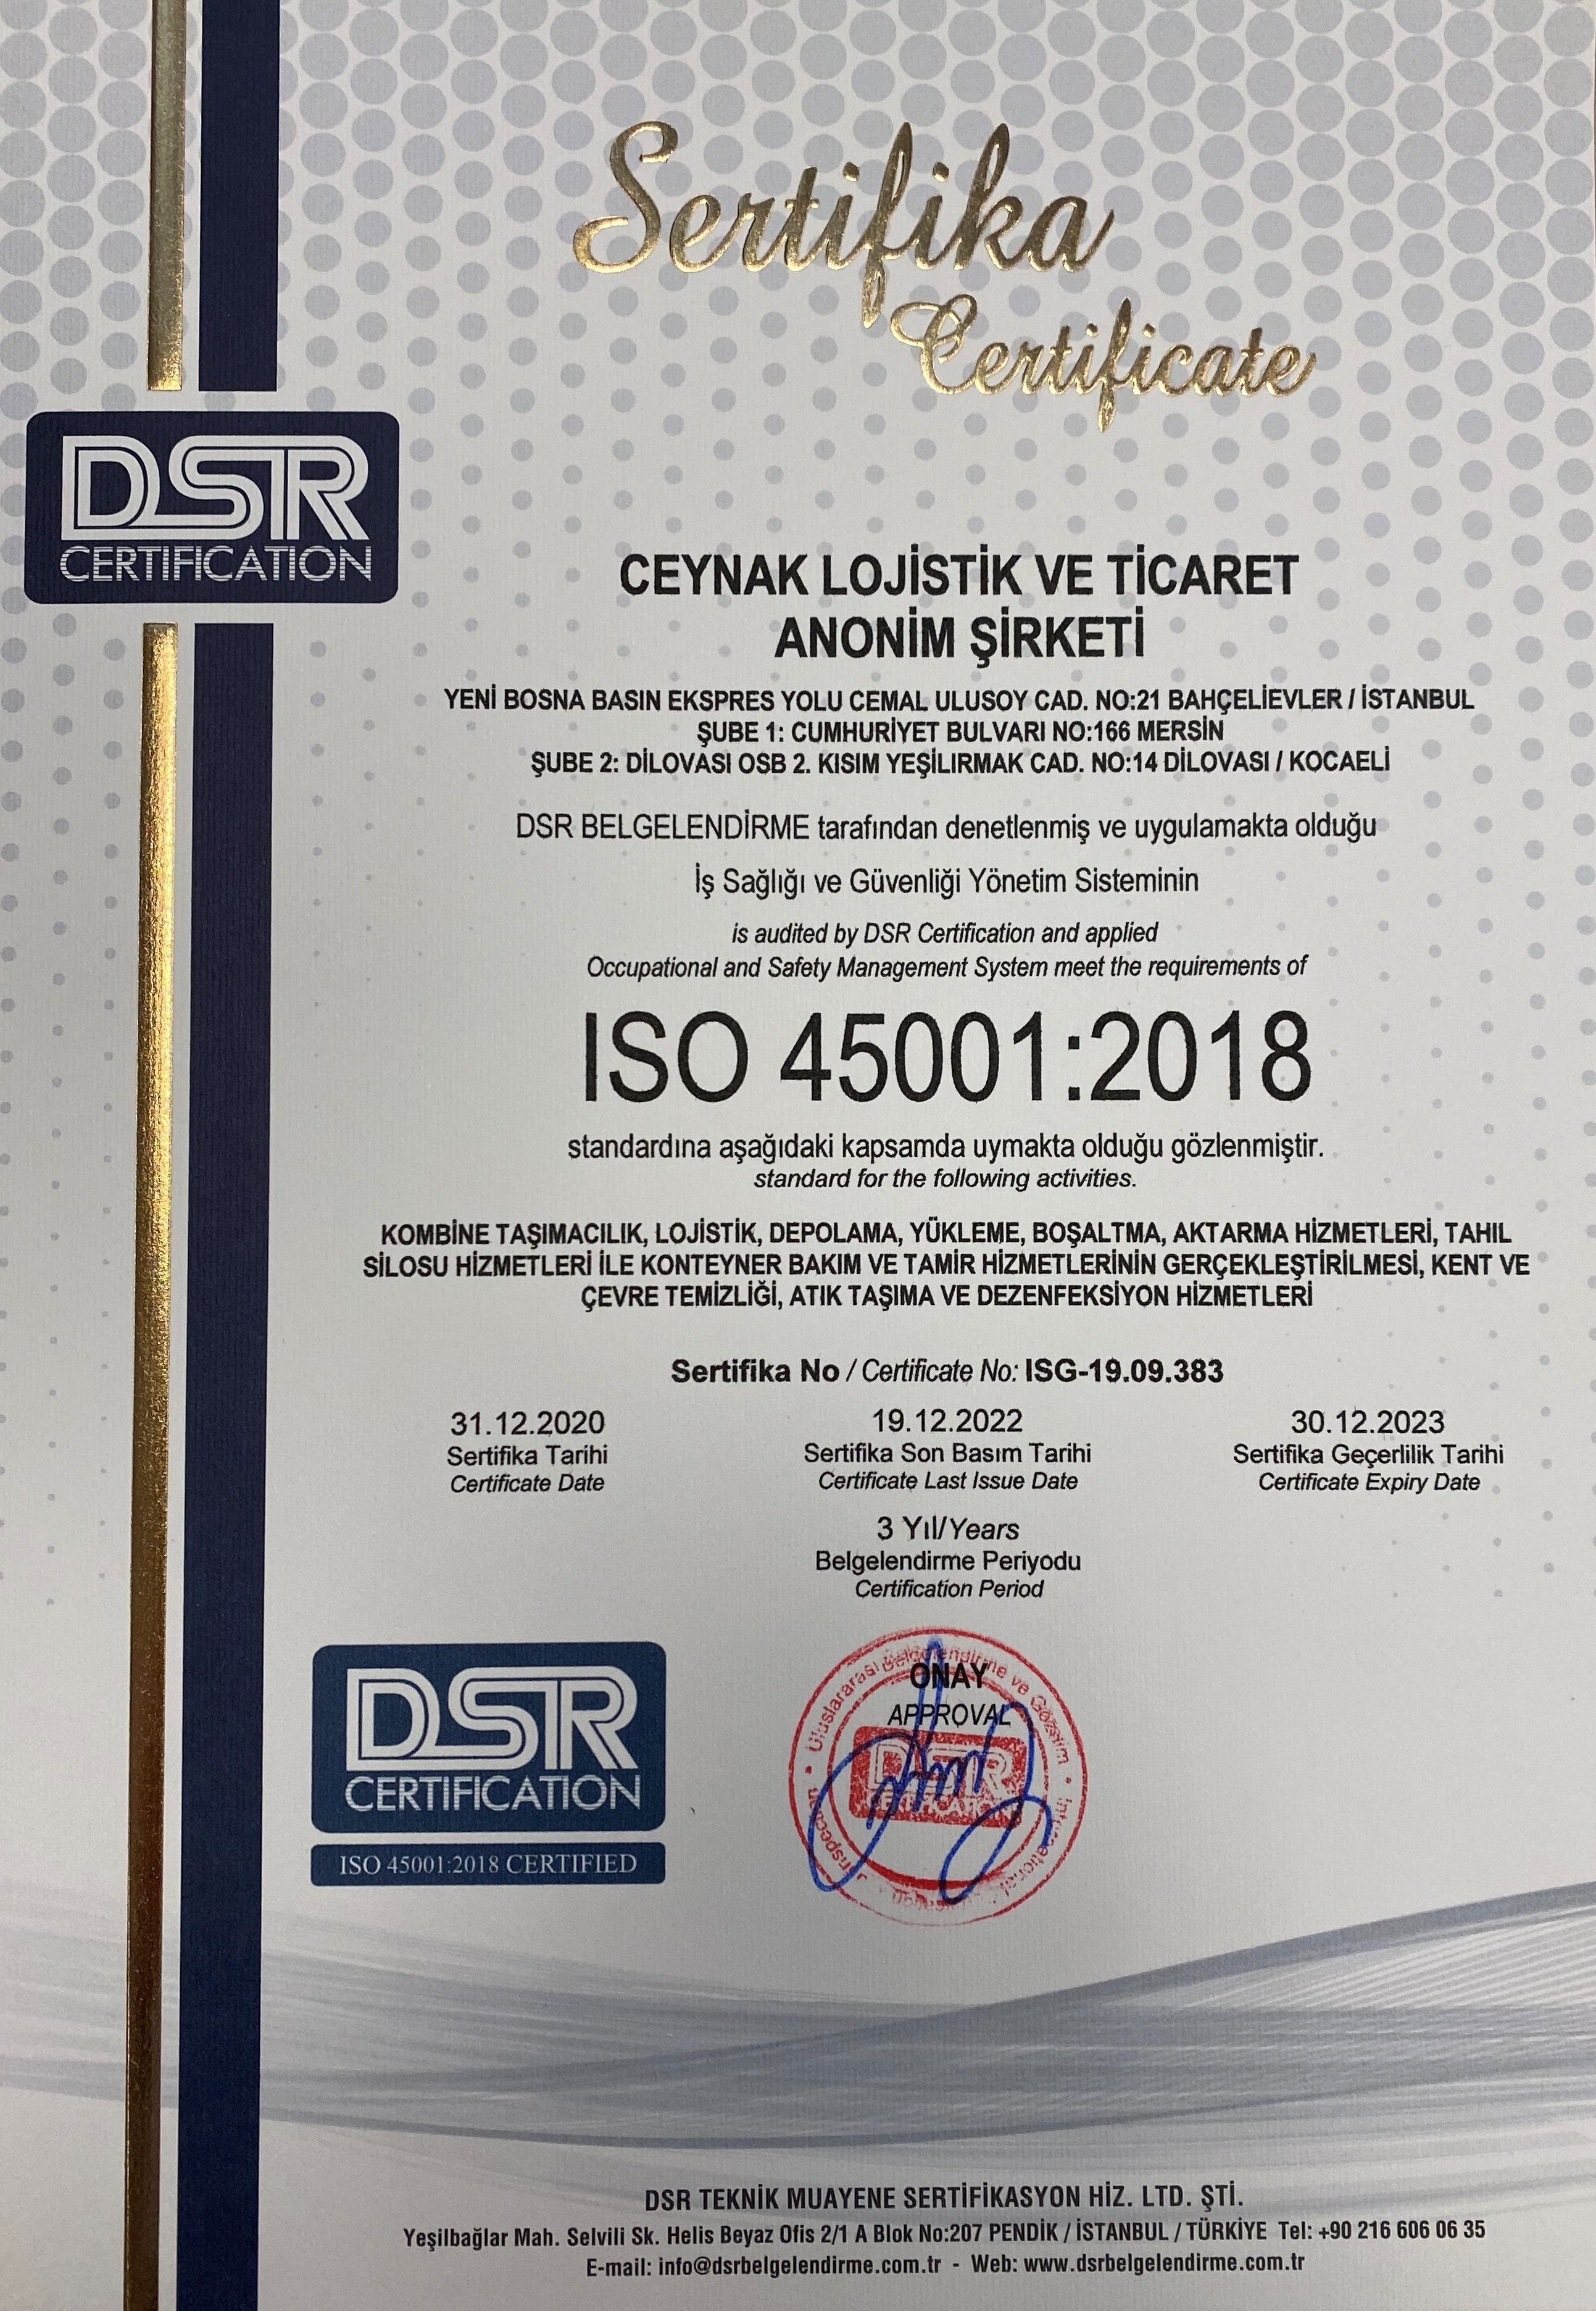 Sertifika
Certificate
DSR
CERTIFICATION
CEYNAK LOJİSTİK VE TİCARET
ANONİM ŞİRKETİ
YENİ BOSNA BASIN EKSPRES YOLU CEMAL ULUSOY CAD. NO:21 BAHÇELİEVLER / İSTANBUL
ŞUBE 1: CUMHURİYET BULVARI NO:166 MERSİN
ŞUBE 2: DİLOVASI OSB 2. KISIM YEŞİLIRMAK CAD. NO:14 DİLOVASI / KOCAELİ
DSR BELGELENDİRME tarafından denetlenmiş ve uygulamakta olduğu
İş Sağlığı ve Güvenliği Yönetim Sisteminin
is audited by DSR Certification and applied
Occupational and Safety Management System meet the requirements of
ISO 45001:2018
standardına aşağıdaki kapsamda uymakta olduğu gözlenmiştir.
standard for the following activities.
KOMBİNE TAŞIMACILIK, LOJİSTİK, DEPOLAMA, YÜKLEME, BOŞALTMA, AKTARMA HİZMETLERİ, TAHIL
SİLOSU HİZMETLERİ İLE KONTEYNER BAKIM VE TAMİR HİZMETLERİNİN GERÇEKLEŞTİRİLMESİ, KENT VE
ÇEVRE TEMİZLİĞİ, ATIK TAŞIMA VE DEZENFEKSİYON HİZMETLERİ
Sertifika No / Certificate No: ISG-19.09.383
31.12.2020
Sertifika Tarihi
Certificate Date
19.12.2022
Sertifika Son Basım Tarihi
Certificate Last Issue Date
30.12.2023
Sertifika Geçerlilik Tarihi
Certificate Expiry Date
3 Yıl/Years
Belgelendirme Periyodu
Certification Period
DSR
CERTIFICATION
ISO 45001:2018 CERTIFIED
ONAY
APPROVAL
Uluslararası Belgelendirme ve Gözetim
International
DSR
DSR TEKNİK MUAYENE SERTİFİKASYON HİZ. LTD. ŞTİ.
Yeşilbağlar Mah. Selvili Sk. Helis Beyaz Ofis 2/1 A Blok No:207 PENDİK / İSTANBUL / TÜRKİYE Tel: +90 216 606 06 35
E-mail: info@dsrbelgelendirme.com.tr - Web: www.dsrbelgelendirme.com.tr